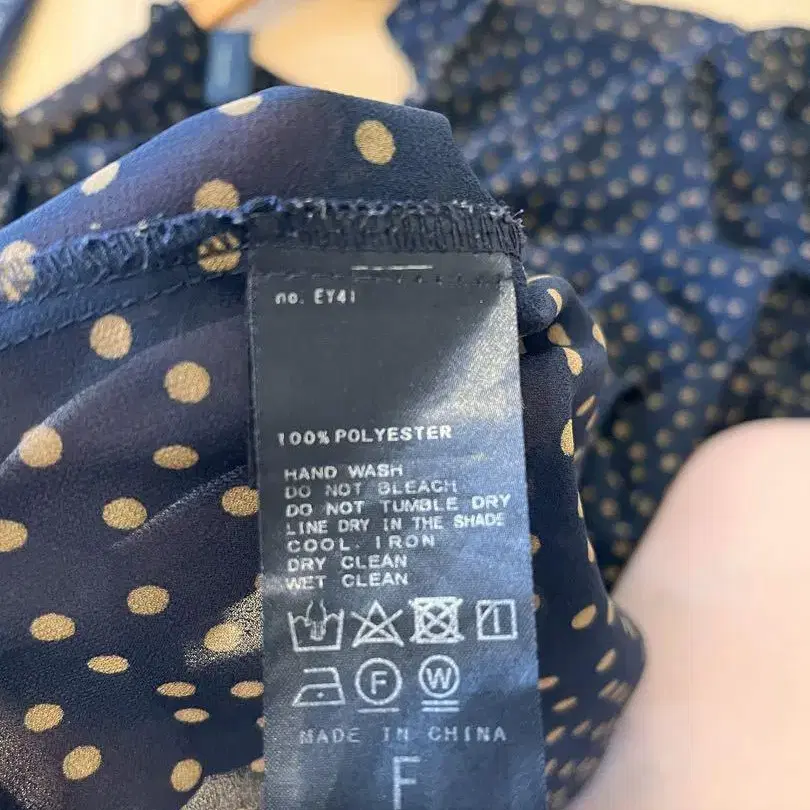 no. EY41
100% POLYESTER
HAND WASH
DO NOT BLEACH
DO NOT TUMBLE DRY
LINE DRY IN THE SHADE
COOL. IRON
DRY CLEAN
WET CLEAN
F W
MADE IN CHINA
F